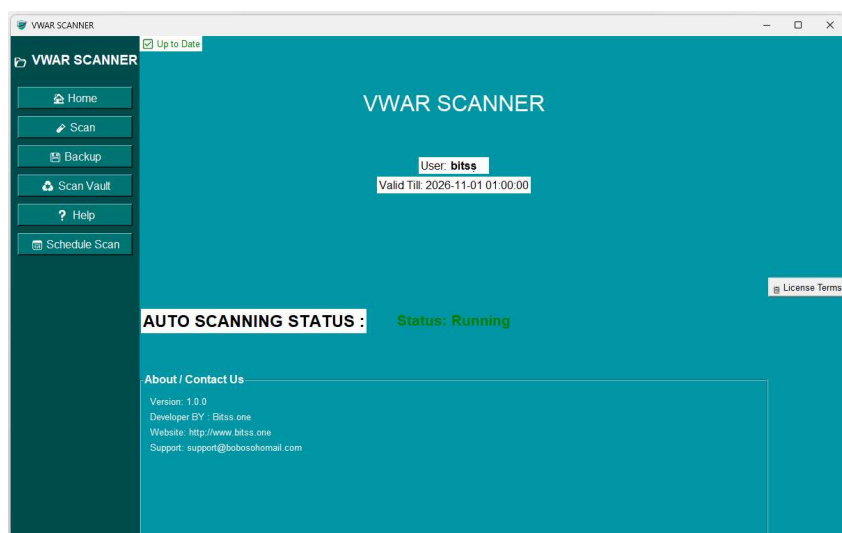 VWAR SCANNER
VWAR SCANNER
Home
Scan
Backup
Scan Vault
? Help
Schedule Scan
Up to Date
VWAR SCANNER
User: bitss
Valid Till: 2026-11-01 01:00:00
License Terms
AUTO SCANNING STATUS :
Status: Running
About / Contact Us
Version: 1.0.0
Developer BY : Bitss.one
Website: http://www.bitss.one
Support: support@bobosohomail.com